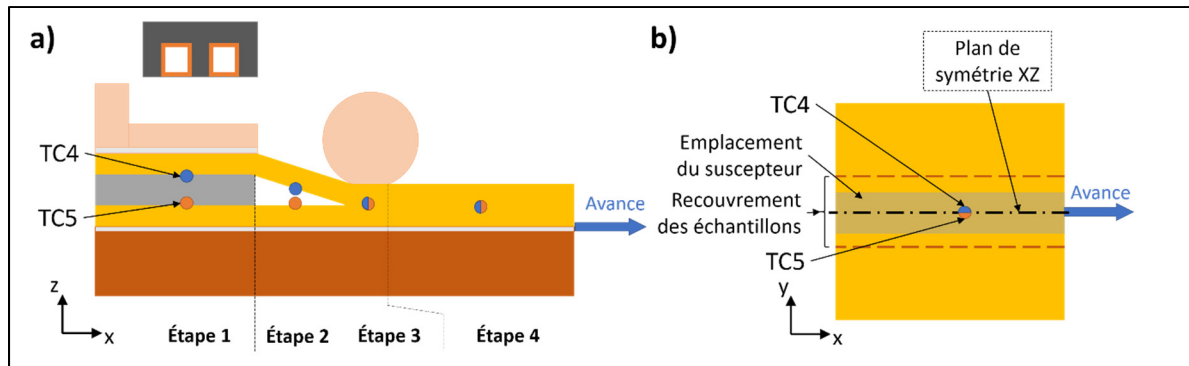 a)
TC4
TC5
Avance
z
x
Étape 1
Étape 2
Étape 3
Étape 4
b)
Plan de
symétrie XZ
TC4
Emplacement
du suscepteur
Recouvrement
des échantillons
Avance
TC5
y
x